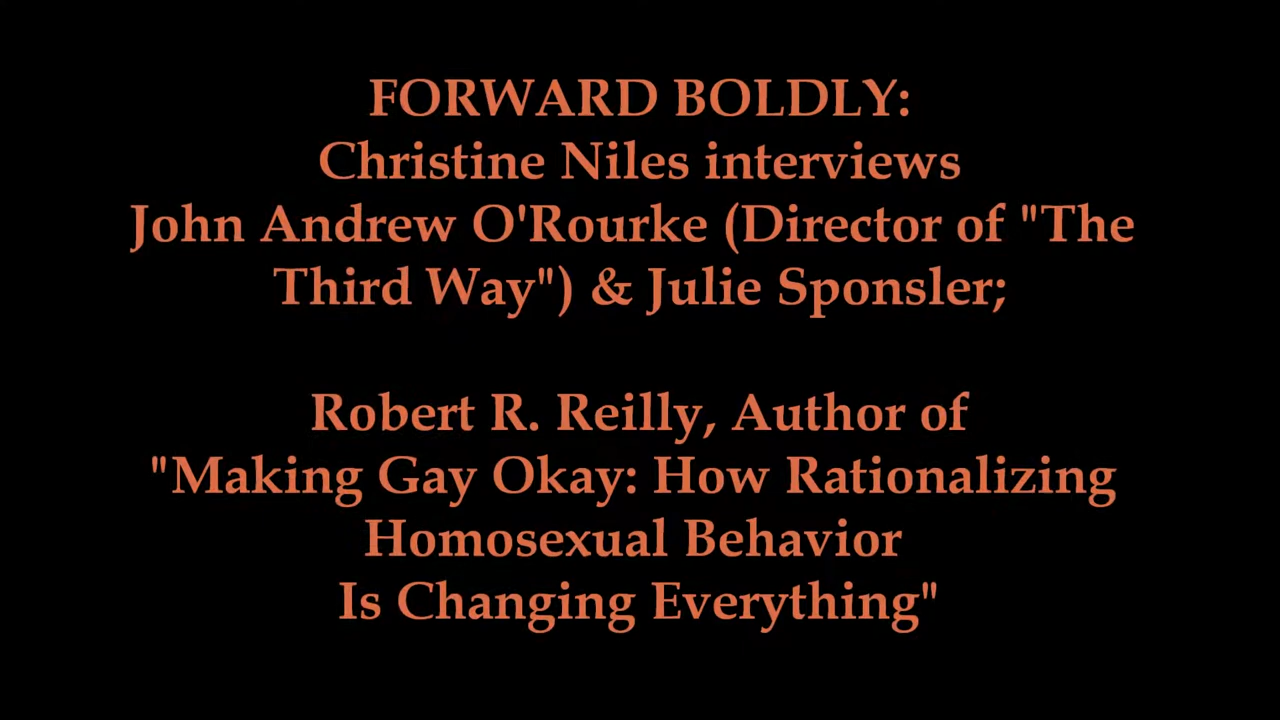 FORWARD BOLDLY:
Christine Niles interviews
John Andrew O'Rourke (Director of "The
Third Way") & Julie Sponsler;
Robert R. Reilly, Author of
"Making Gay Okay: How Rationalizing
Homosexual Behavior
Is Changing Everything"